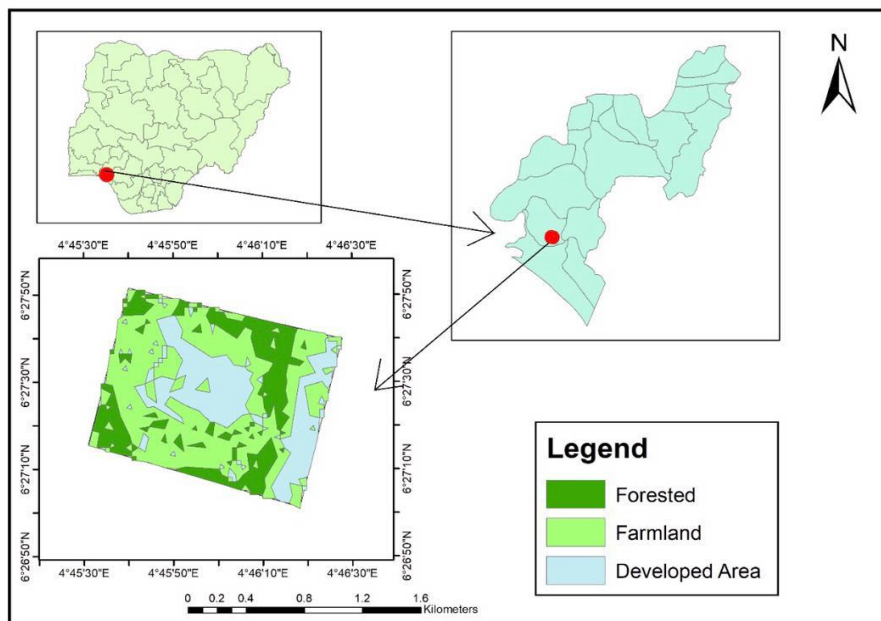 N
4°45'30"E 4°45'50"E 4°46'10"E 4°46'30"E
6°27'50"N 6°27'50"N
6°27'30"N 6°27'30"N
6°27'10"N 6°27'10"N
6°26'50"N 6°26'50"N
4°45'30"E 4°45'50"E 4°46'10"E 4°46'30"E
0 0.2 0.4 0.8 1.2 1.6
Kilometers
Legend
Forested
Farmland
Developed Area